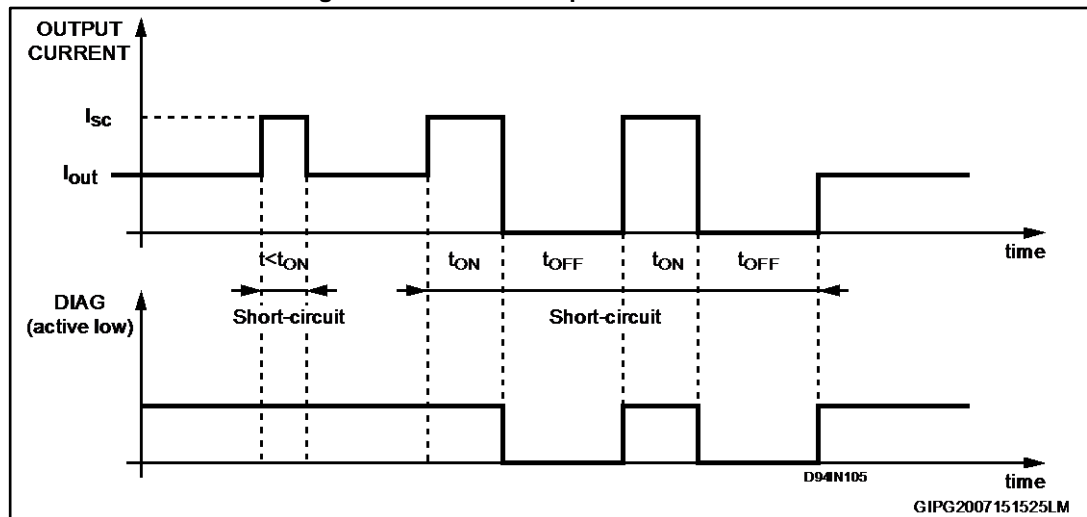 OUTPUT
CURRENT
Isc
Iout
time
t<tON
tON
tOFF
tON
tOFF
DIAG
(active low)
Short-circuit
Short-circuit
D94IN105
time
GIPG2007151525LM